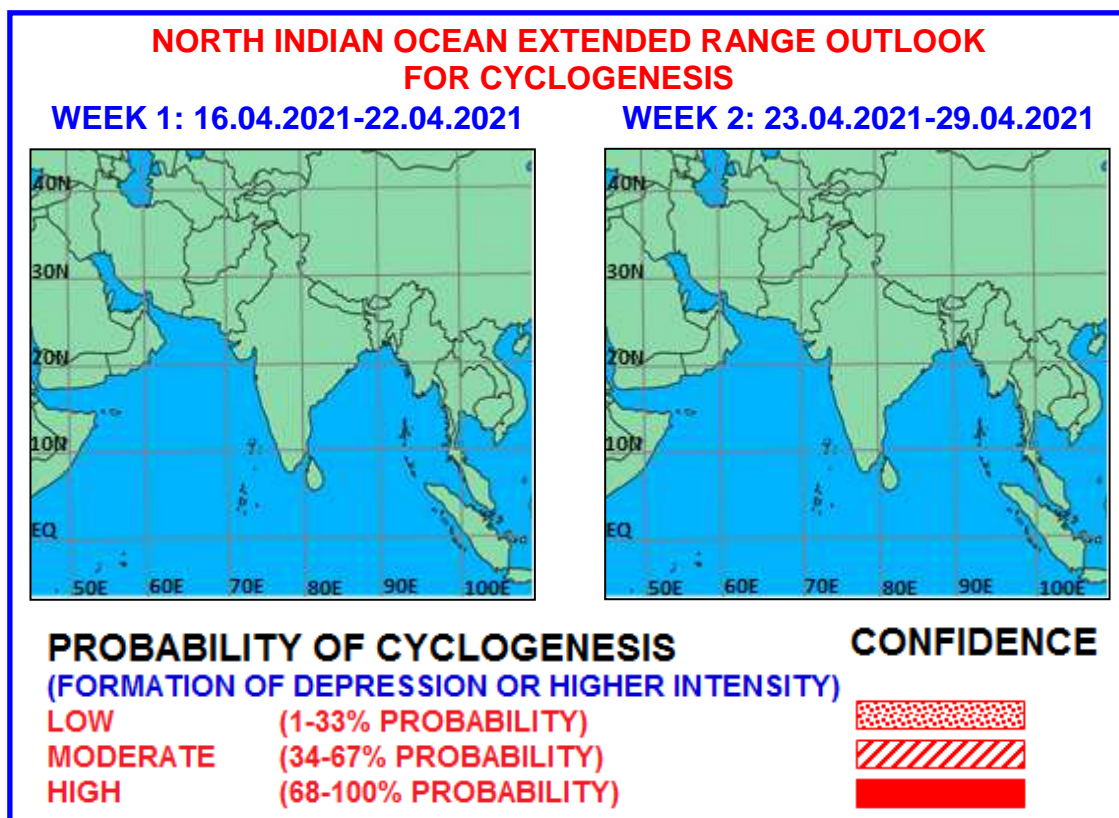 NORTH INDIAN OCEAN EXTENDED RANGE OUTLOOK
FOR CYCLOGENESIS
WEEK 1: 16.04.2021-22.04.2021
40N
30N
20N
10N
EQ
50E 60E 70E 80E 90E 100E
WEEK 2: 23.04.2021-29.04.2021
40N
30N
20N
10N
EQ
50E 60E 70E 80E 90E 100E
PROBABILITY OF CYCLOGENESIS CONFIDENCE
(FORMATION OF DEPRESSION OR HIGHER INTENSITY)
LOW (1-33% PROBABILITY)
MODERATE (34-67% PROBABILITY)
HIGH (68-100% PROBABILITY)